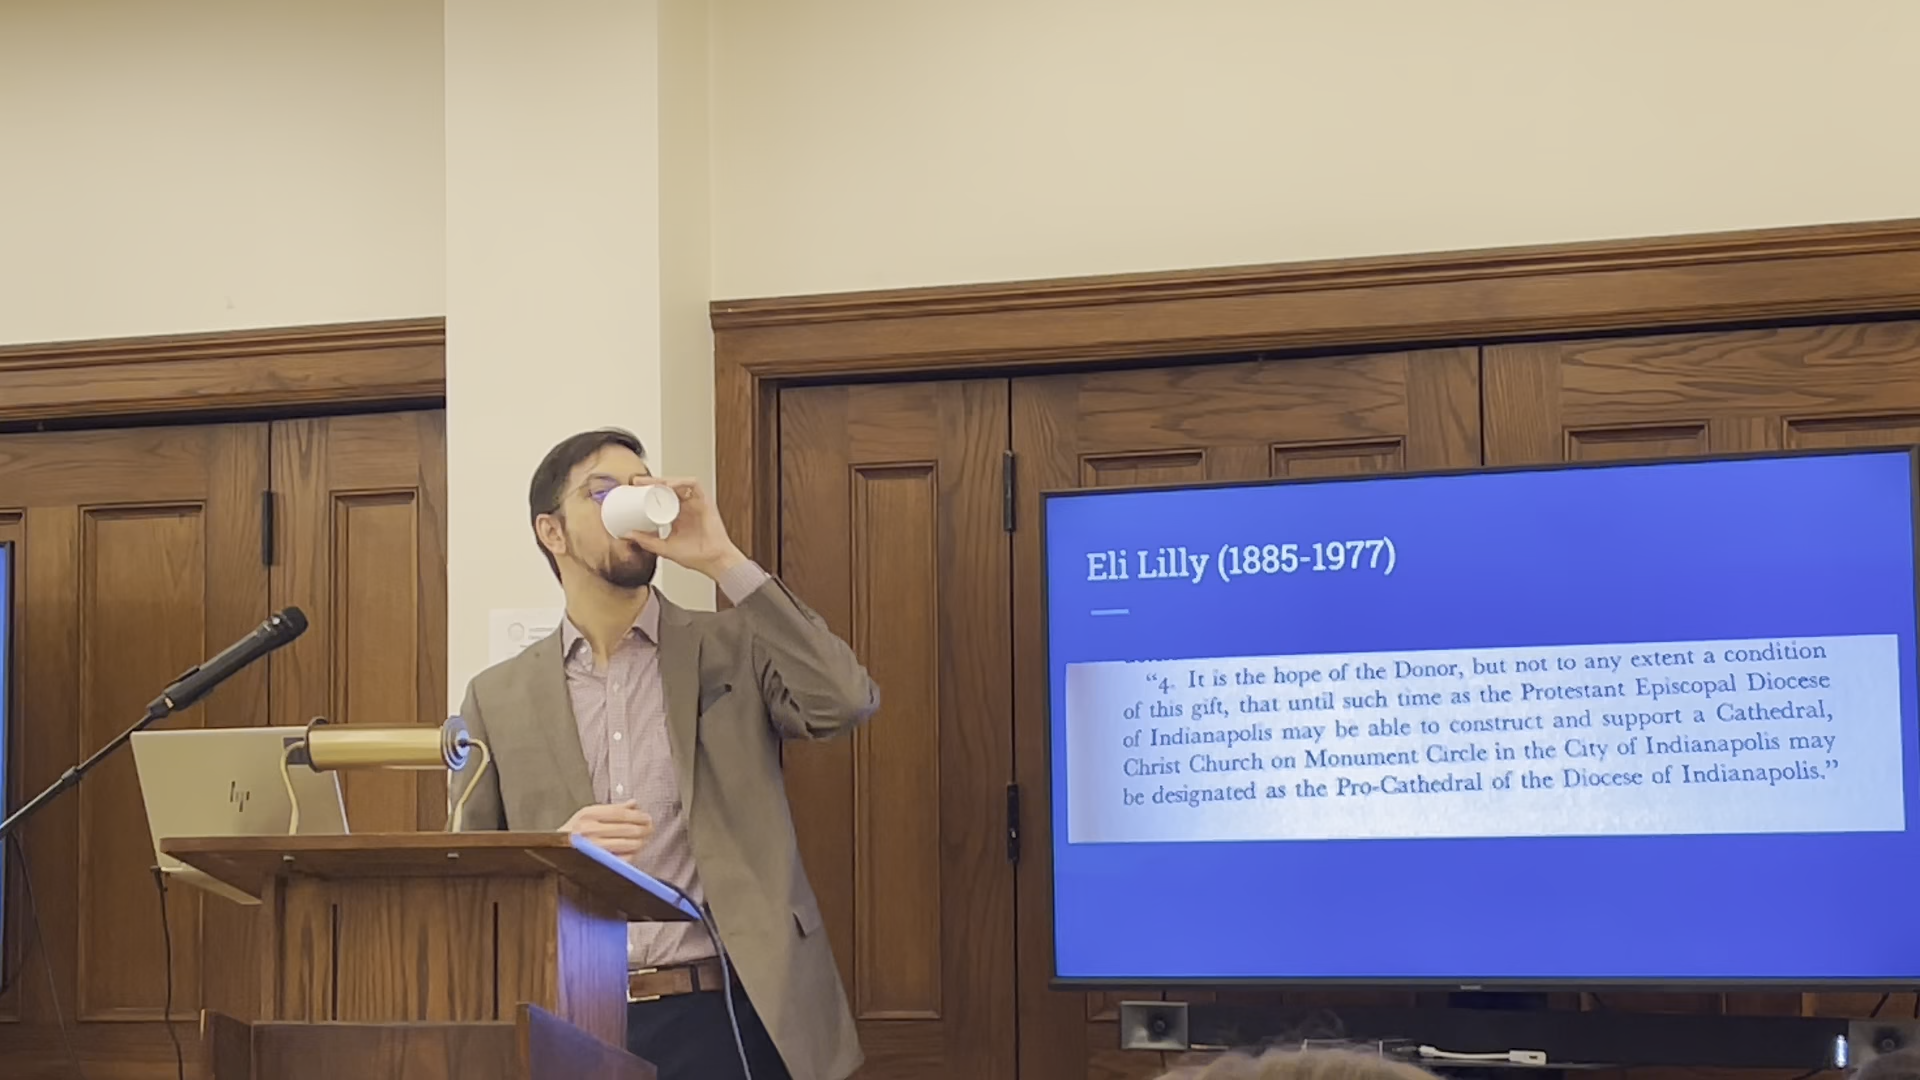 Eli Lilly (1885-1977)
“4. It is the hope of the Donor, but not to any extent a condition
of this gift, that until such time as the Protestant Episcopal Diocese
of Indianapolis may be able to construct and support a Cathedral,
Christ Church on Monument Circle in the City of Indianapolis may
be designated as the Pro-Cathedral of the Diocese of Indianapolis.”
hp